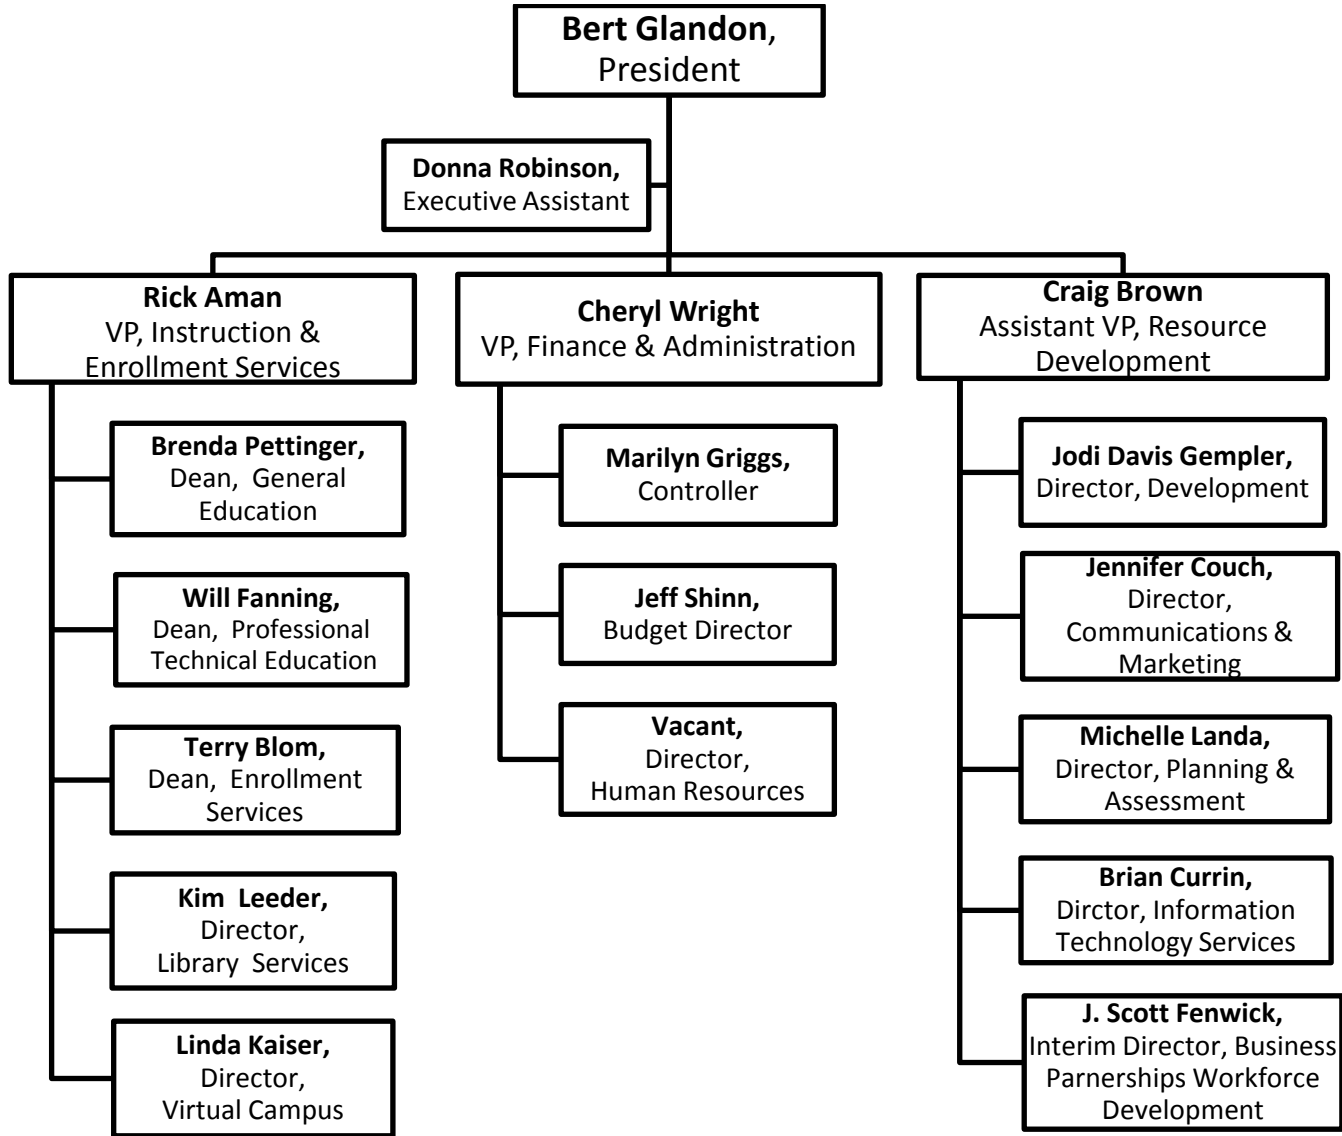 Bert Glandon,
President
Donna Robinson,
Executive Assistant
Rick Aman
VP, Instruction &
Enrollment Services
Brenda Pettinger,
Dean, General
Education
Will Fanning,
Dean, Professional
Technical Education
Terry Blom,
Dean, Enrollment
Services
Kim Leeder,
Director,
Library Services
Linda Kaiser,
Director,
Virtual Campus
Cheryl Wright
VP, Finance & Administration
Marilyn Griggs,
Controller
Jeff Shinn,
Budget Director
Vacant,
Director,
Human Resources
Craig Brown
Assistant VP, Resource
Development
Jodi Davis Gempler,
Director, Development
Jennifer Couch,
Director,
Communications &
Marketing
Michelle Landa,
Director, Planning &
Assessment
Brian Currin,
Dirctor, Information
Technology Services
J. Scott Fenwick,
Interim Director, Business
Parnerships Workforce
Development